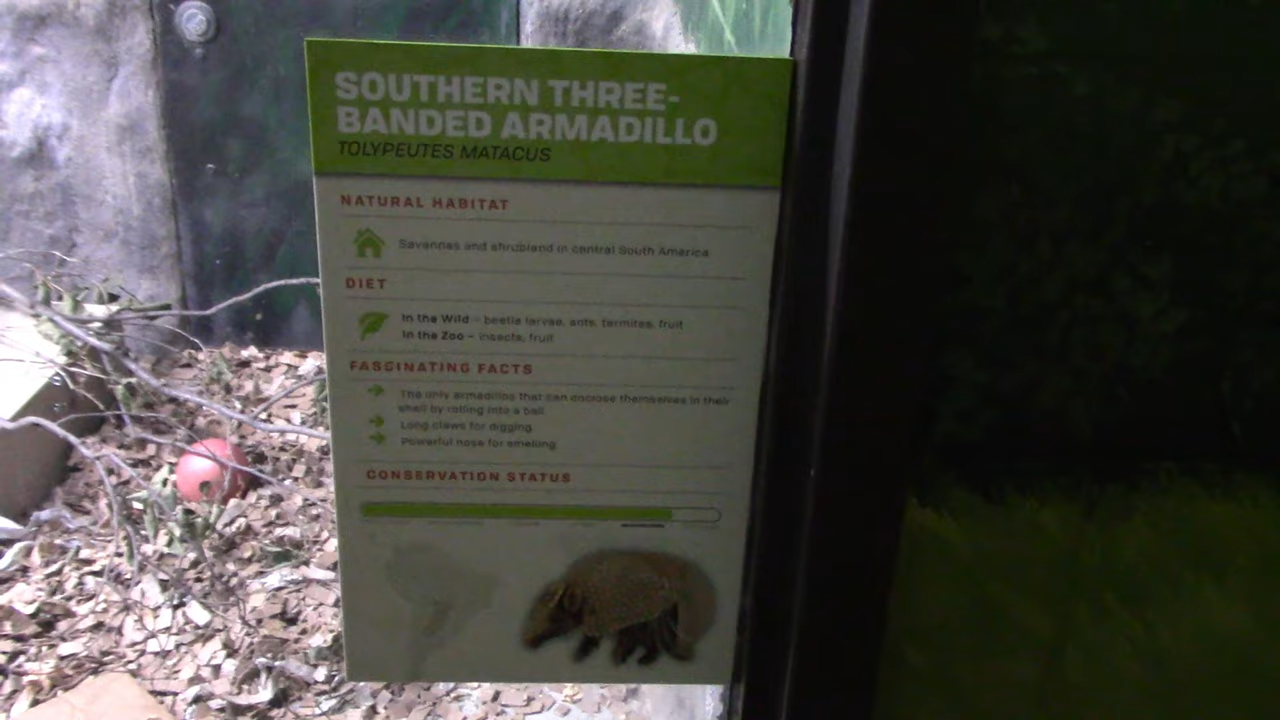 SOUTHERN THREE-
BANDED ARMADILLO
TOLYPEUTES MATACUS
NATURAL HABITAT
Savannas and shrubland in central South America
DIET
In the Wild – beetle larvae, ants, termites, fruit
In the Zoo – insects, fruit
FASCINATING FACTS
The only armadillos that can enclose themselves in their
shell by rolling into a ball
Long claws for digging
Powerful nose for smelling
CONSERVATION STATUS